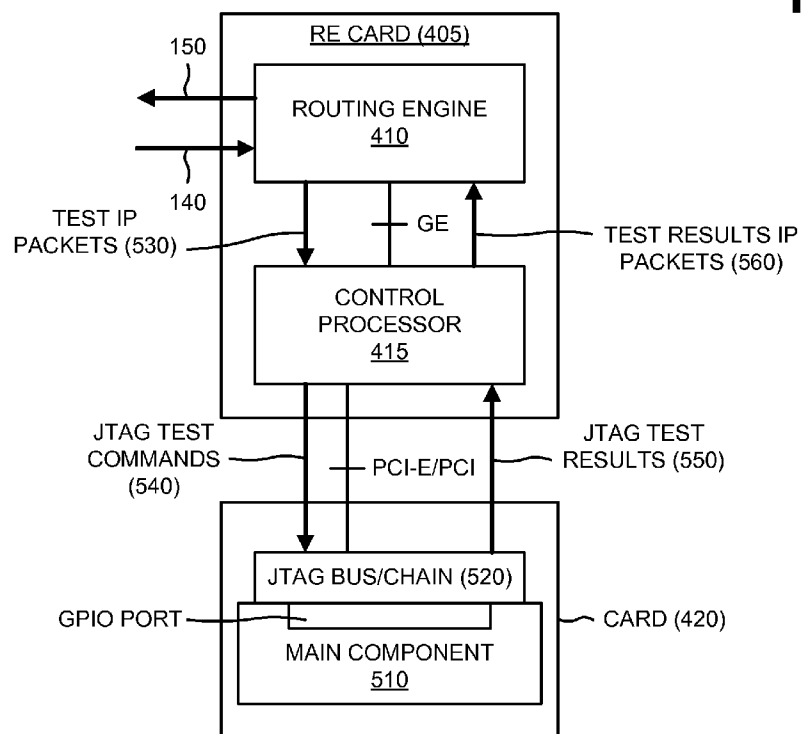 RE CARD (405)
150
ROUTING ENGINE
410
140
TEST IP
PACKETS (530)
GE
TEST RESULTS IP
PACKETS (560)
CONTROL
PROCESSOR
415
JTAG TEST
COMMANDS
(540)
PCI-E/PCI
JTAG TEST
RESULTS (550)
JTAG BUS/CHAIN (520)
GPIO PORT
CARD (420)
MAIN COMPONENT
510